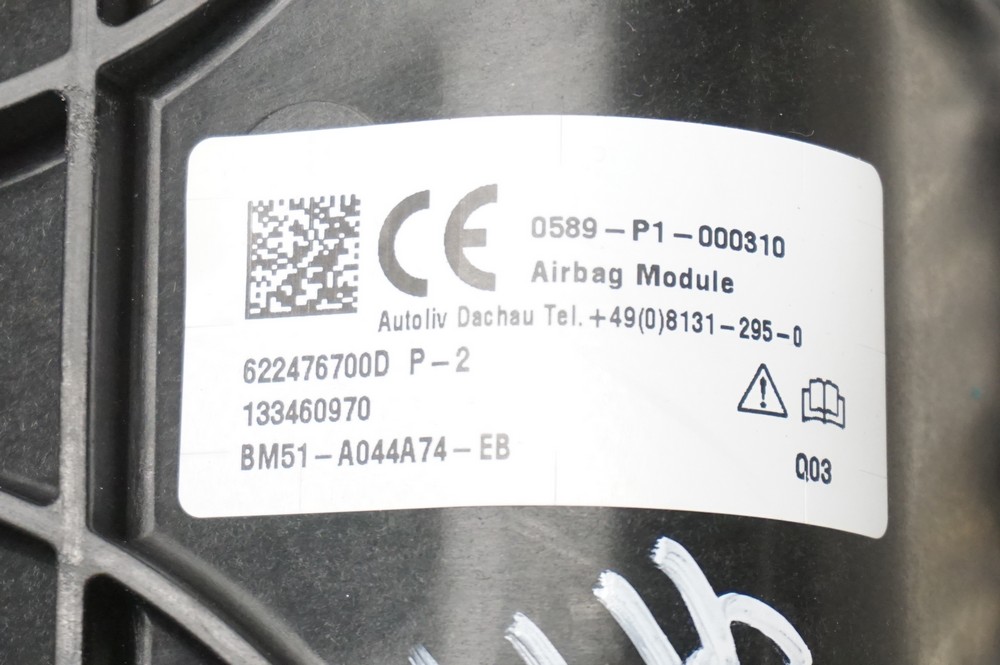 CE
0589-P1-000310
Airbag Module
Autoliv Dachau Tel.+49(0)8131-295-0
622476700D P-2
133460970
BM51-A044A74-EB
Q03